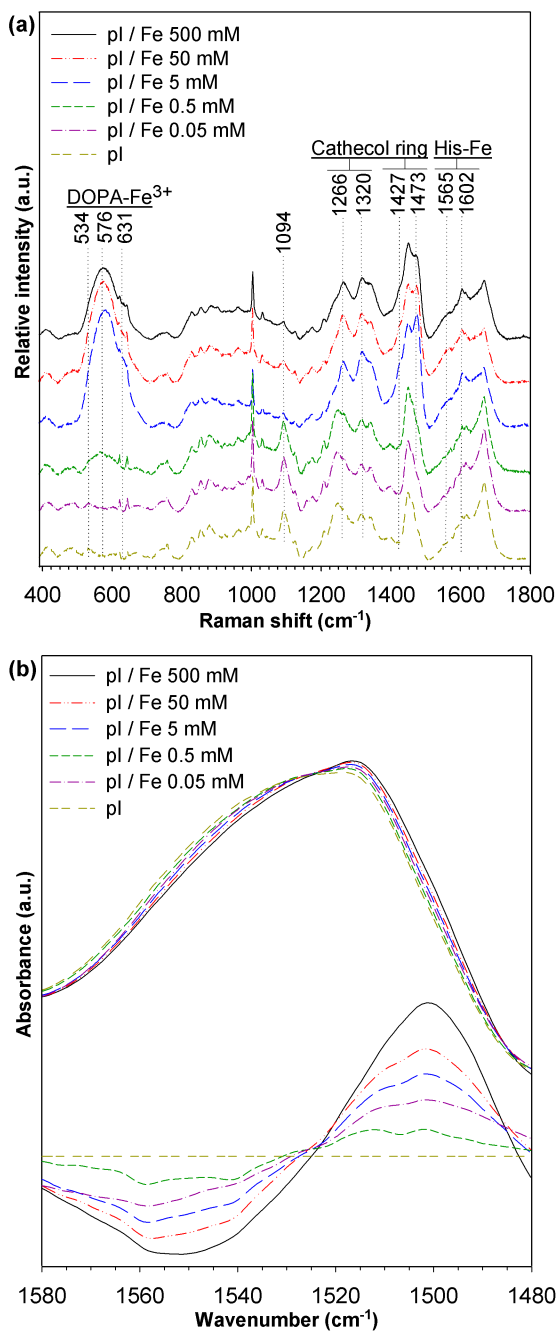 (a)
pI / Fe 500 mM
pI / Fe 50 mM
pI / Fe 5 mM
pI / Fe 0.5 mM
pI / Fe 0.05 mM
pI
Cathecol ring His-Fe
DOPA-Fe3+
534 576 631 1094 1266 1320 1427 1473 1565 1602
Relative intensity (a.u.)
400 600 800 1000 1200 1400 1600 1800
Raman shift (cm-1)
(b)
pI / Fe 500 mM
pI / Fe 50 mM
pI / Fe 5 mM
pI / Fe 0.5 mM
pI / Fe 0.05 mM
pI
Absorbance (a.u.)
1580 1560 1540 1520 1500 1480
Wavenumber (cm-1)